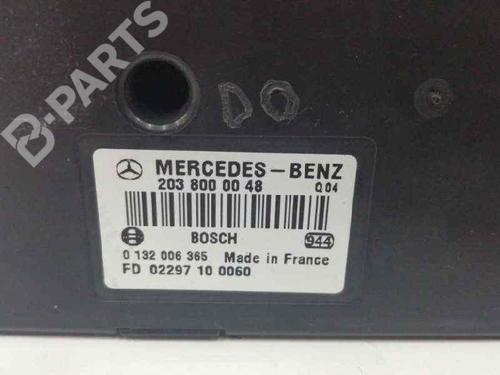 B-PARTS
DO
MERCEDES-BENZ
203 800 00 48 Q04
BOSCH 944
0 132 006 365 Made in France
FD 02297 10 0060